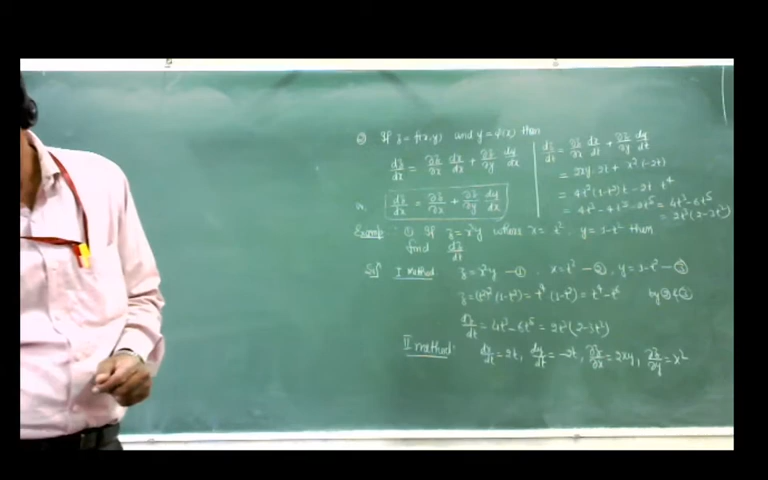 If z = f(x,y) and y = φ(x) then
dz/dx = ∂z/∂x dx/dx + ∂z/∂y dy/dx
or, dz/dx = ∂z/∂x + ∂z/∂y dy/dx
① If z = x²y where x = t², y = 1-t² then
find dz/dt
Sol I method z = x²y —①, x = t² —②, y = 1-t² —③
z = (t²)²(1-t²) = t⁴(1-t²) = t⁴-t⁶ by ② & ③
dz/dt = 4t³-6t⁵ = 2t³(2-3t²)
II method: dx/dt = 2t, dy/dt = -2t, ∂z/∂x = 2xy, ∂z/∂y = x²
dz/dt = ∂z/∂x dx/dt + ∂z/∂y dy/dt
= 2xy·2t + x²(-2t)
= 4t²(1-t²)t - 2t t⁴
= 4t³-4t⁵-2t⁵ = 4t³-6t⁵
= 2t³(2-3t²)